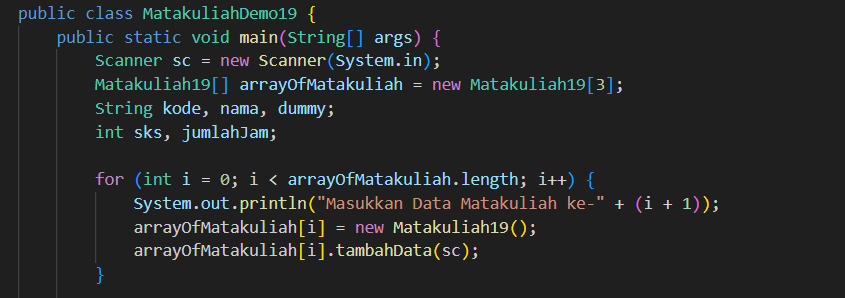 public class MatakuliahDemo19 {
public static void main(String[] args) {
Scanner sc = new Scanner(System.in);
Matakuliah19[] arrayOfMatakuliah = new Matakuliah19[3];
String kode, nama, dummy;
int sks, jumlahJam;
for (int i = 0; i < arrayOfMatakuliah.length; i++) {
System.out.println("Masukkan Data Matakuliah ke-" + (i + 1));
arrayOfMatakuliah[i] = new Matakuliah19();
arrayOfMatakuliah[i].tambahData(sc);
}